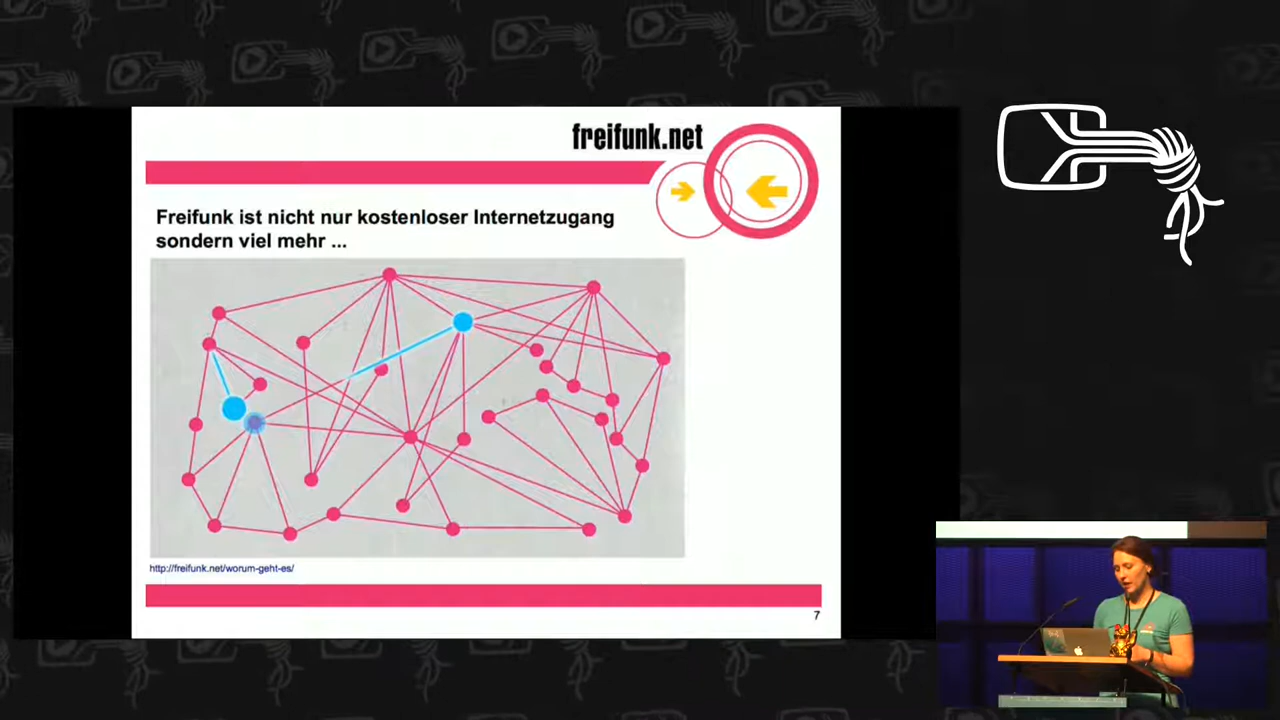 freifunk.net
Freifunk ist nicht nur kostenloser Internetzugang
sondern viel mehr ...
http://freifunk.net/worum-geht-es/
7